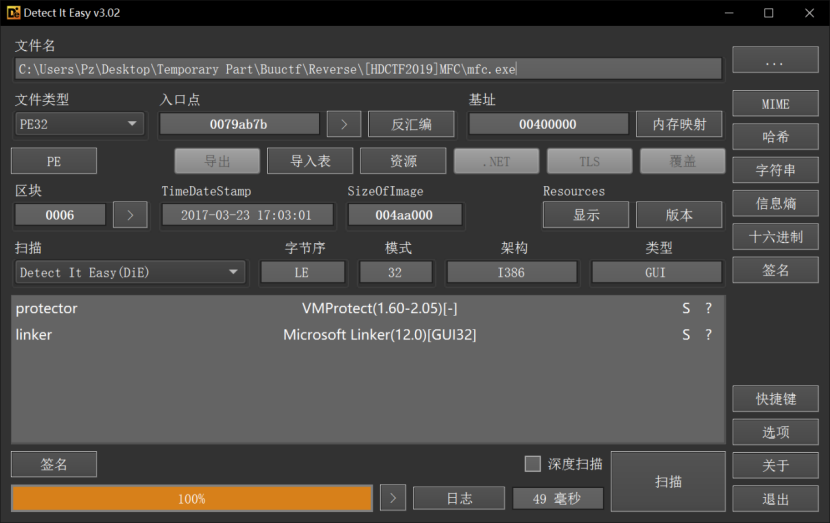 Detect It Easy v3.02
文件名
C:\Users\Pz\Desktop\Temporary Part\Buuctf\Reverse\[HDCTF2019]MFC\mfc.exe
...
文件类型 入口点 基址
PE32 0079ab7b > 反汇编 00400000 内存映射 MIME
哈希
PE 导出 导入表 资源 .NET TLS 覆盖
字符串
区块 TimeDateStamp SizeOfImage Resources
0006 > 2017-03-23 17:03:01 004aa000 显示 版本
信息熵
十六进制
扫描 字节序 模式 架构 类型
Detect It Easy(DiE) LE 32 I386 GUI 签名
protector VMProtect(1.60-2.05)[-] S ?
linker Microsoft Linker(12.0)[GUI32] S ?
快捷键
选项
签名 深度扫描 扫描 关于
100% > 日志 49 毫秒 退出